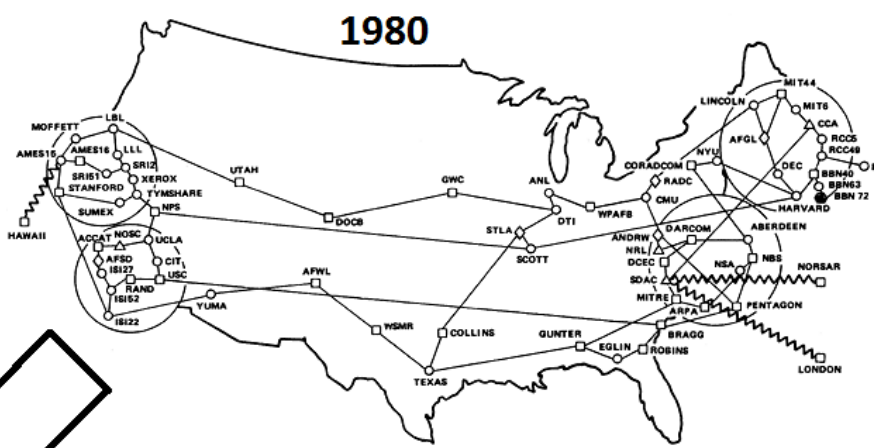 1980
MIT44
LINCOLN
MIT6
CCA
MOFFETT
LBL
RCC5
AFGL
RCC49
AMES15
AMES16
LLL
NYU
SRI2
CORADCOM
DEC
SRI51
XEROX
UTAH
GWC
ANL
RADC
BBN40
BBN63
STANFORD
TYMSHARE
CMU
HARVARD
BBN 72
SUMEX
NPS
DOCB
DTI
WPAFB
HAWAII
STLA
ANDRW
DARCOM
ABERDEEN
ACCAT
NOSC
UCLA
SCOTT
NRL
AFSD
CIT
DCEC
NSA
NBS
ISI27
RAND
USC
SDAC
NORSAR
ISI52
AFWL
MITRE
YUMA
ARPA
PENTAGON
ISI22
WSMR
COLLINS
GUNTER
BRAGG
EGLIN
ROBINS
TEXAS
LONDON